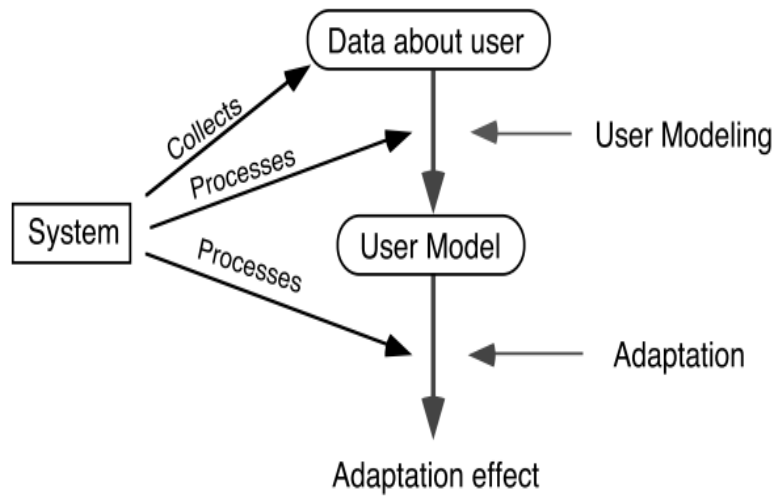 Data about user
Collects
Processes
User Modeling
System
User Model
Processes
Adaptation
Adaptation effect